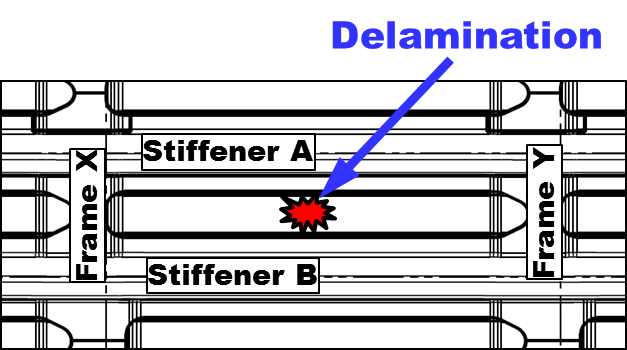 Delamination
Stiffener A
Frame X
Frame Y
Stiffener B